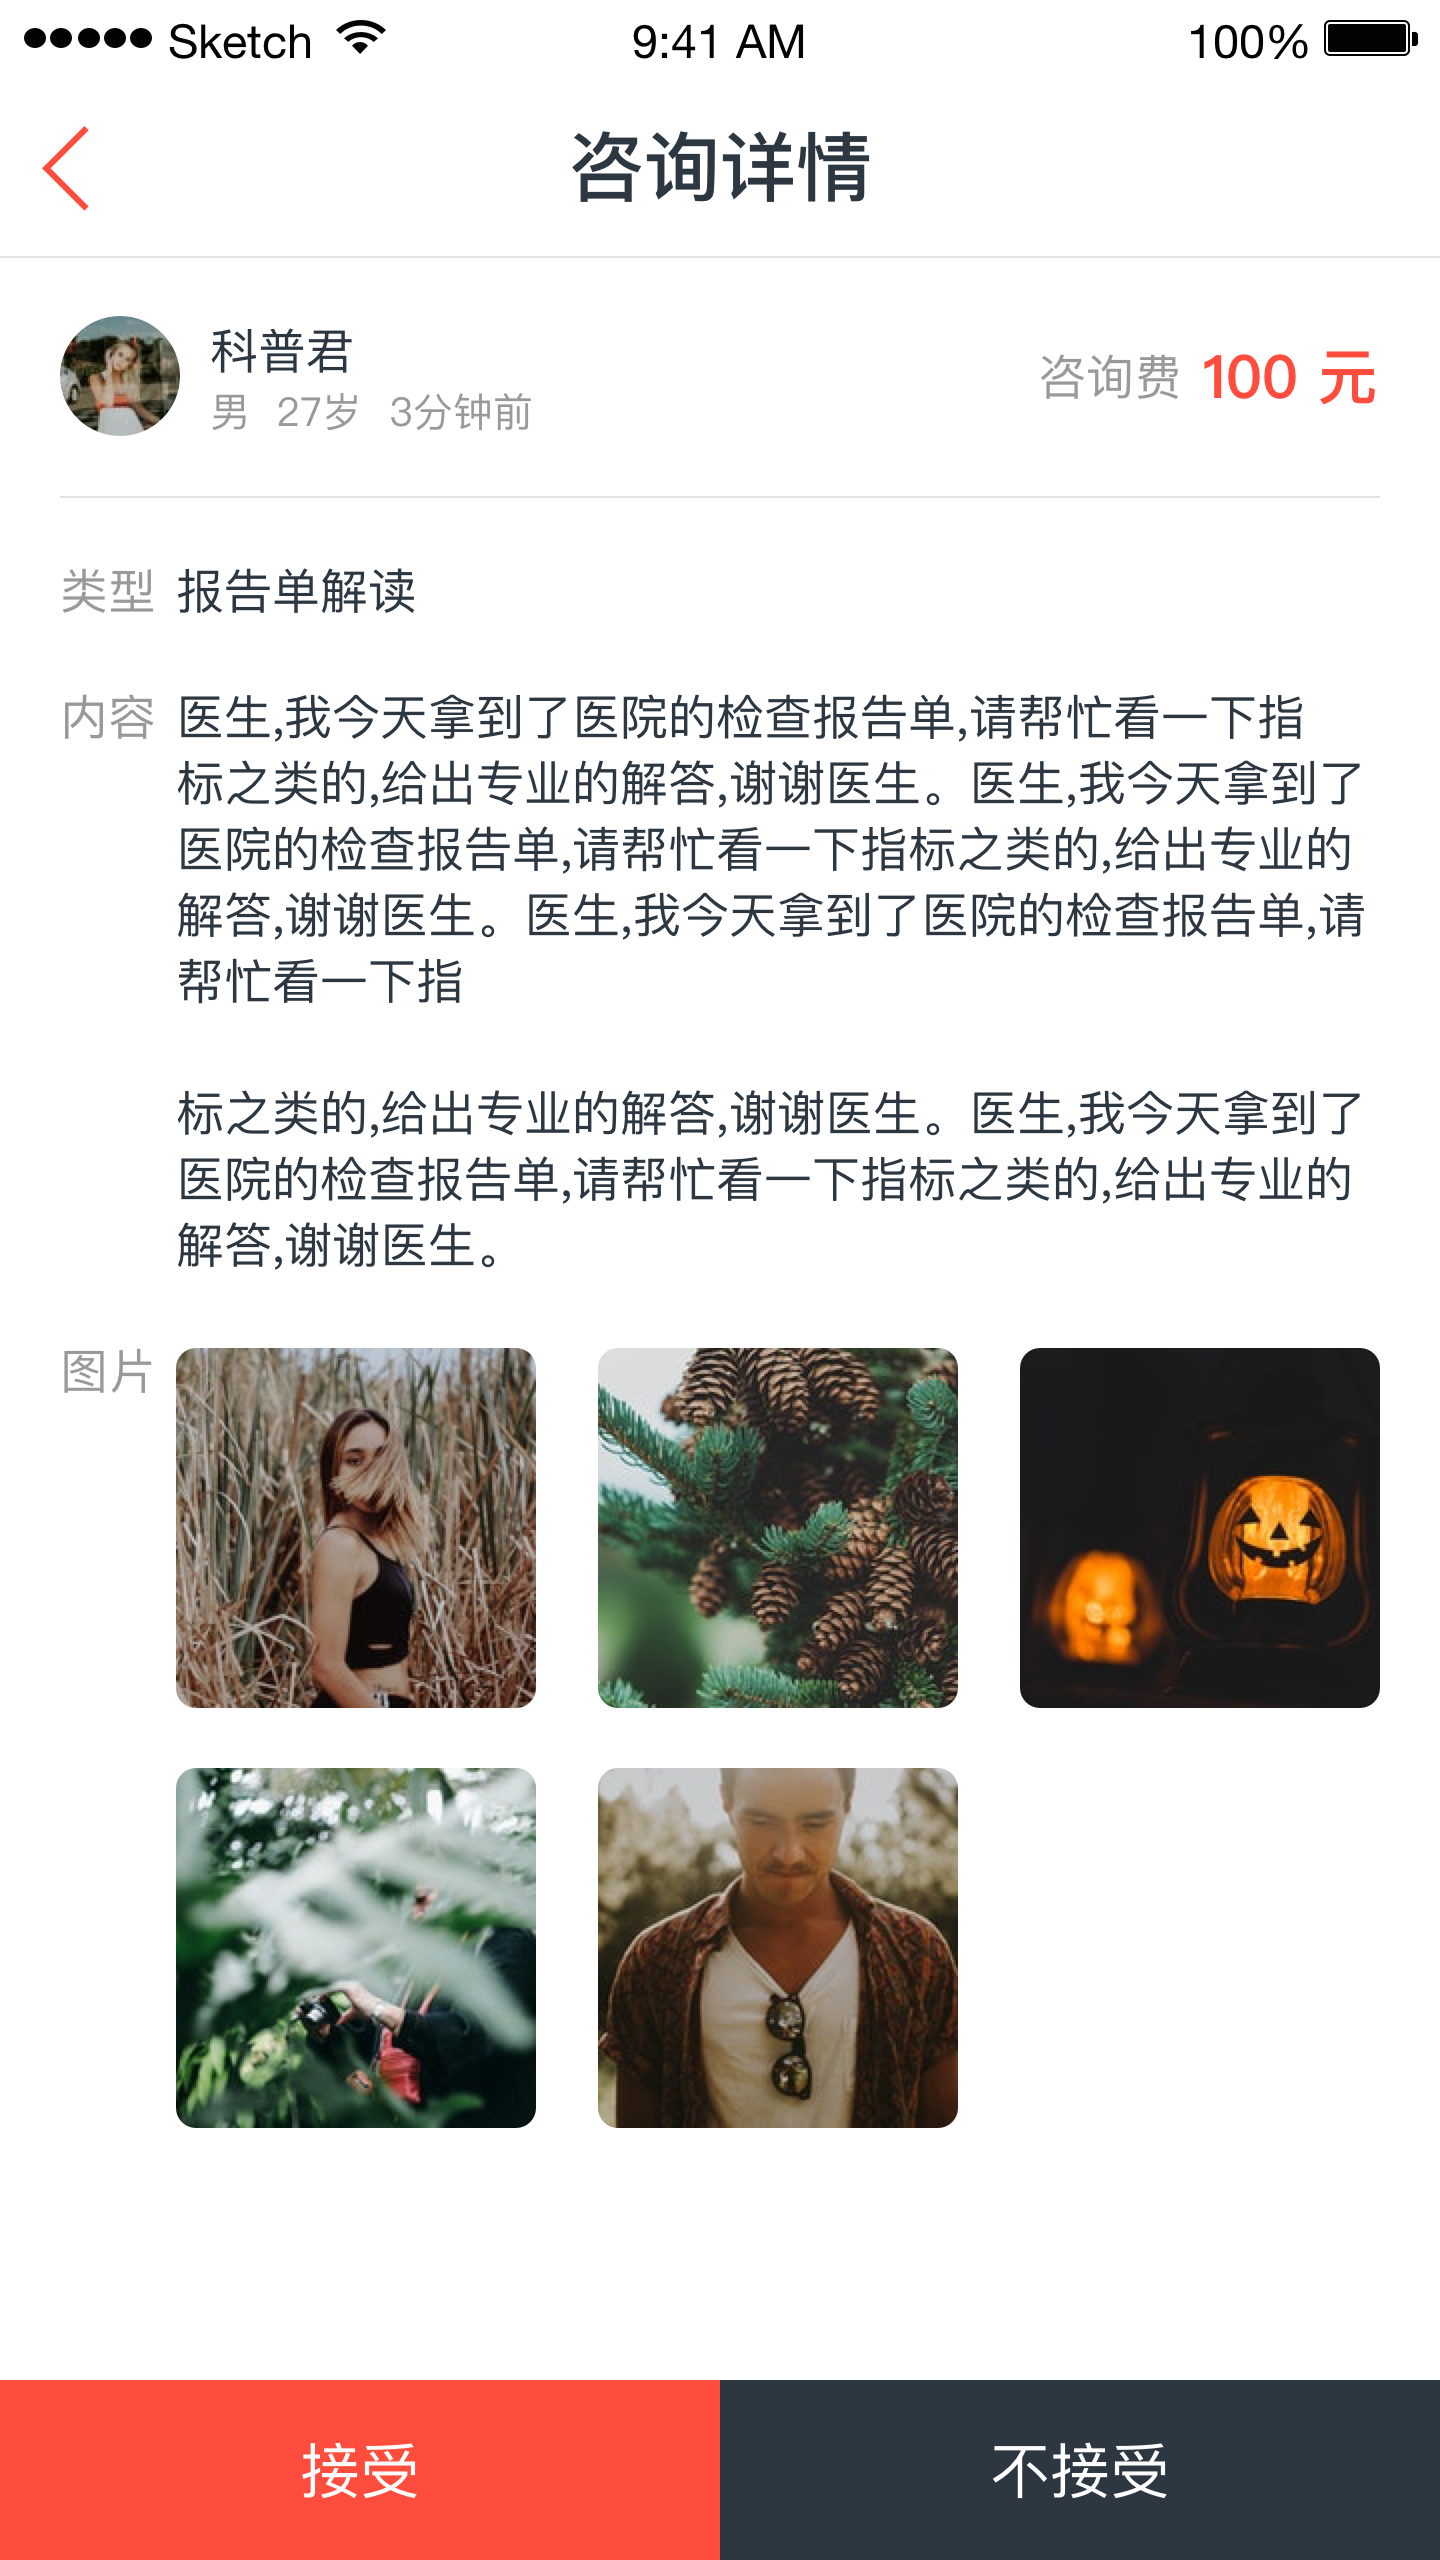 Sketch 9:41 AM 100%
咨询详情
科普君
男 27岁 3分钟前
咨询费 100 元
类型 报告单解读
内容 医生,我今天拿到了医院的检查报告单,请帮忙看一下指
标之类的,给出专业的解答,谢谢医生。医生,我今天拿到了
医院的检查报告单,请帮忙看一下指标之类的,给出专业的
解答,谢谢医生。医生,我今天拿到了医院的检查报告单,请
帮忙看一下指
标之类的,给出专业的解答,谢谢医生。医生,我今天拿到了
医院的检查报告单,请帮忙看一下指标之类的,给出专业的
解答,谢谢医生。
图片
接受 不接受